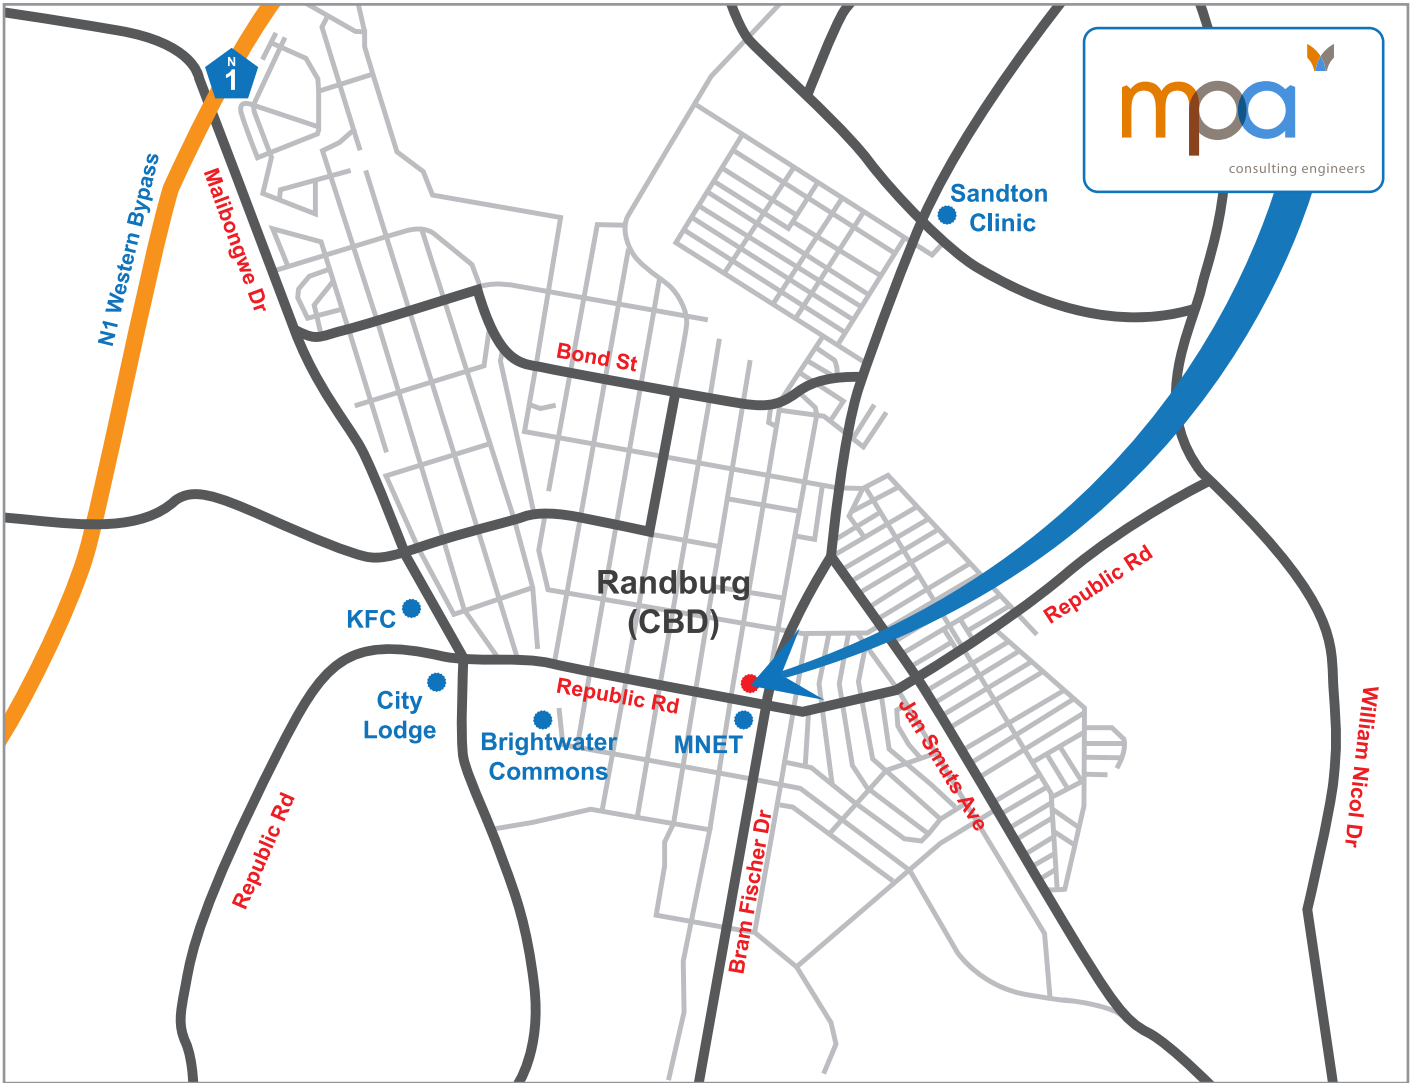 N
1
mpa
consulting engineers
N1 Western Bypass
Malibongwe Dr
Sandton
Clinic
Bond St
Randburg
(CBD)
Republic Rd
KFC
City
Lodge
Republic Rd
Brightwater
Commons
MNET
Jan Smuts Ave
William Nicol Dr
Republic Rd
Bram Fischer Dr